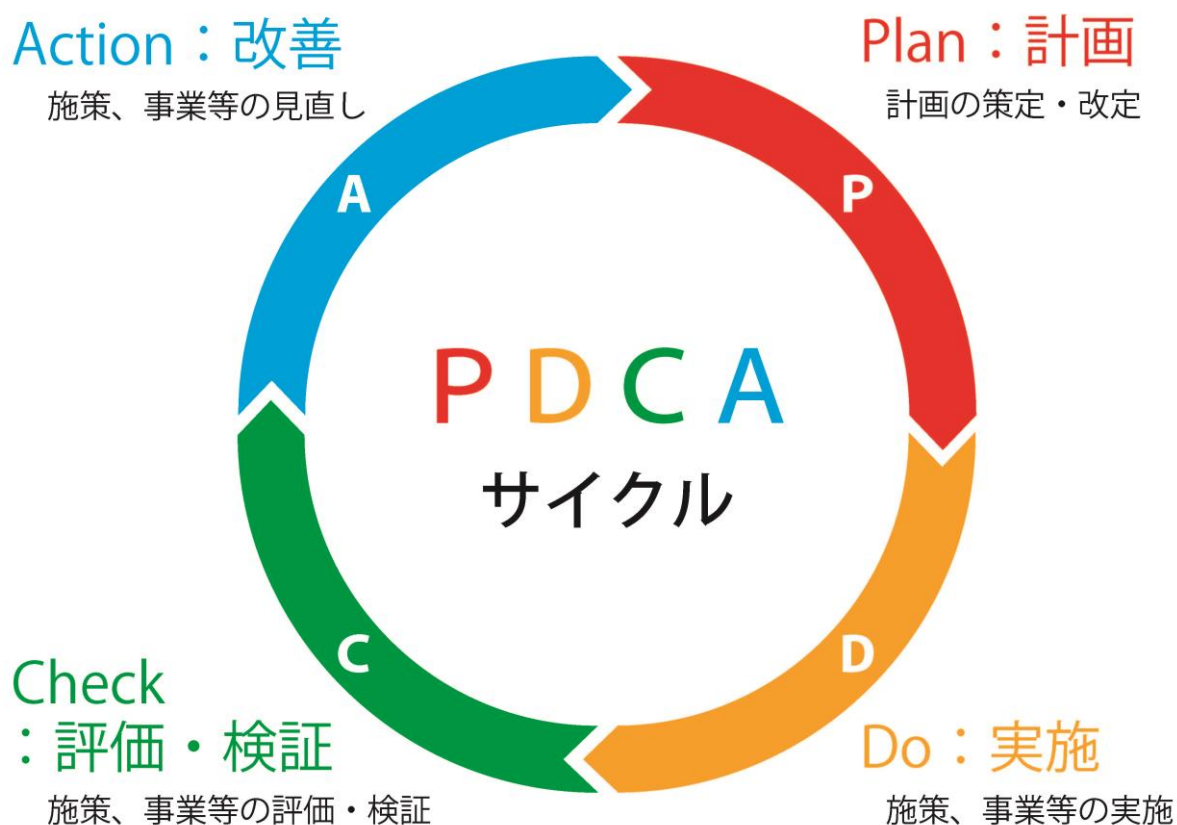 Action：改善
施策、事業等の見直し
Plan：計画
計画の策定・改定
A
P
PDCA
サイクル
C
D
Check
：評価・検証
施策、事業等の評価・検証
Do：実施
施策、事業等の実施